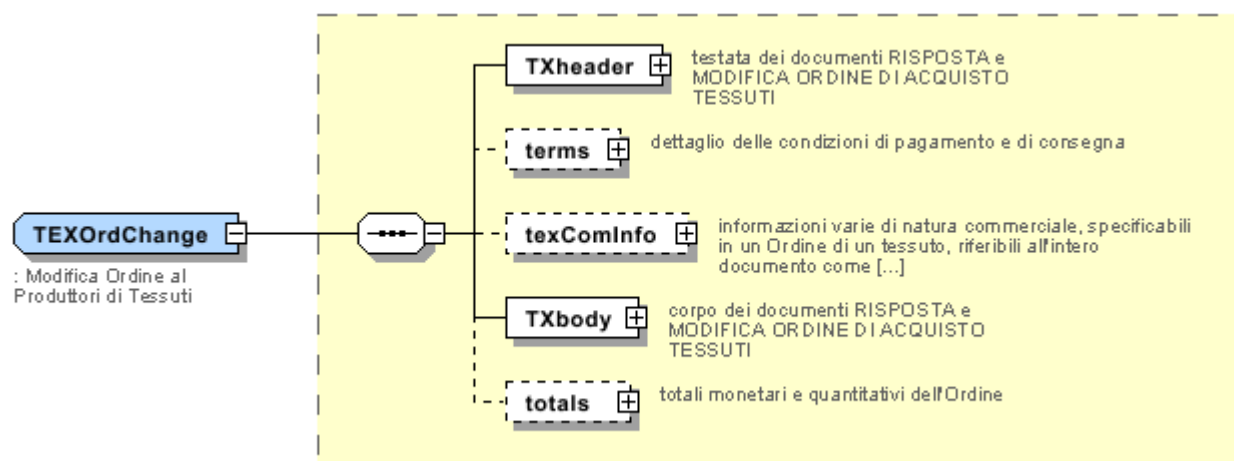 TXheader
testata dei documenti RISPOSTA e
MODIFICA ORDINE DI ACQUISTO
TESSUTI
terms
dettaglio delle condizioni di pagamento e di consegna
TEXOrdChange
: Modifica Ordine al
Produttori di Tessuti
texComInfo
informazioni varie di natura commerciale, specificabili
in un Ordine di un tessuto, riferibili all'intero
documento come [...]
TXbody
corpo dei documenti RISPOSTA e
MODIFICA ORDINE DI ACQUISTO
TESSUTI
totals
totali monetari e quantitativi dell'Ordine